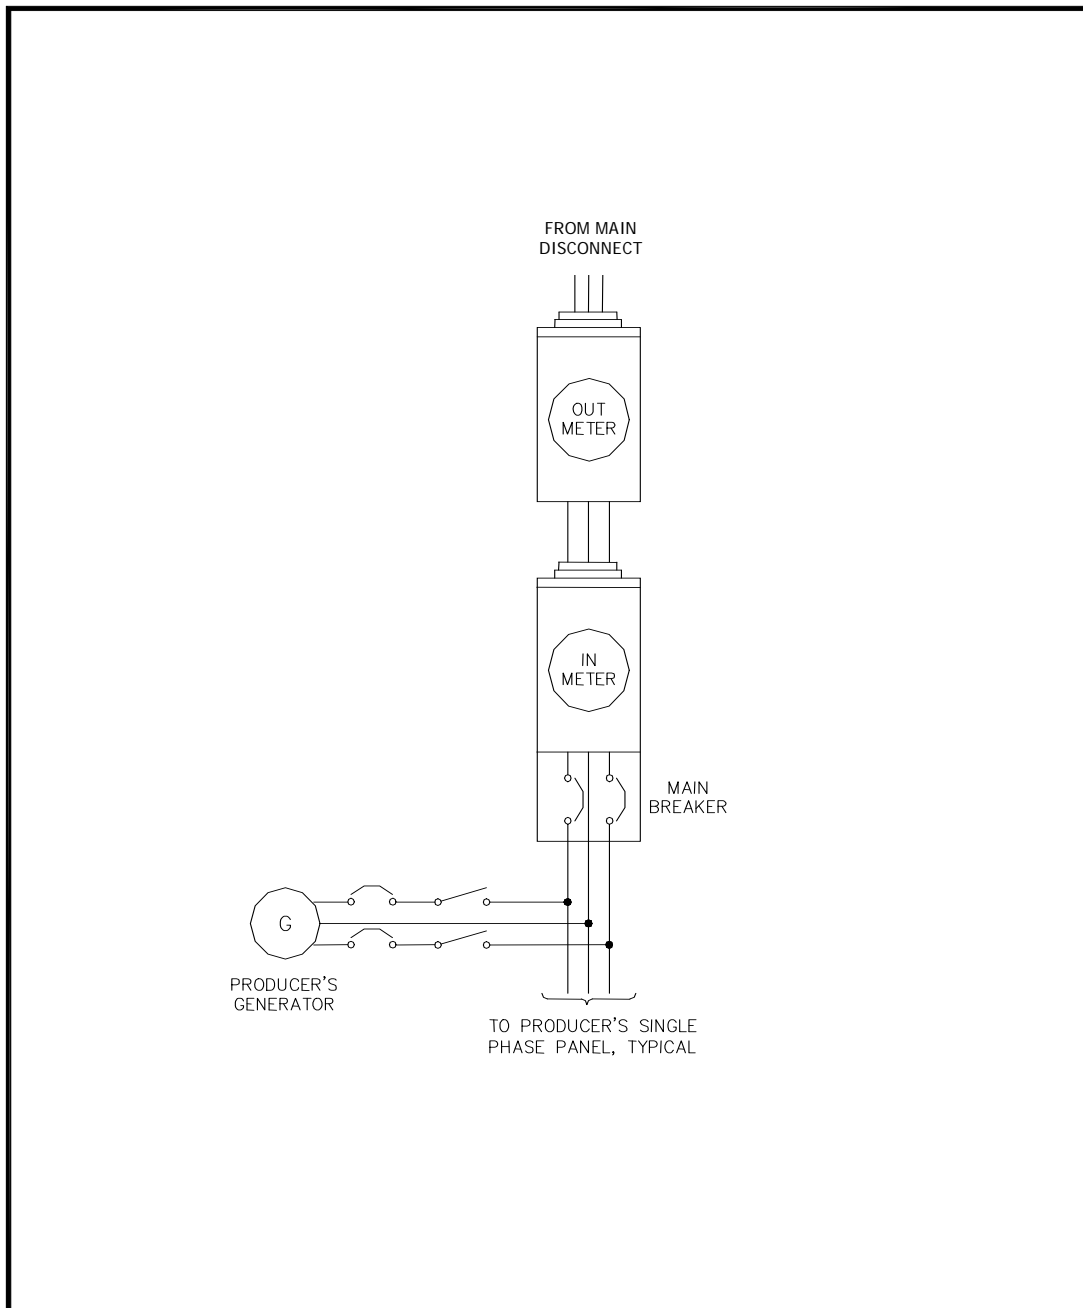 FROM MAIN
DISCONNECT
OUT
METER
IN
METER
MAIN
BREAKER
G
PRODUCER'S
GENERATOR
TO PRODUCER'S SINGLE
PHASE PANEL, TYPICAL